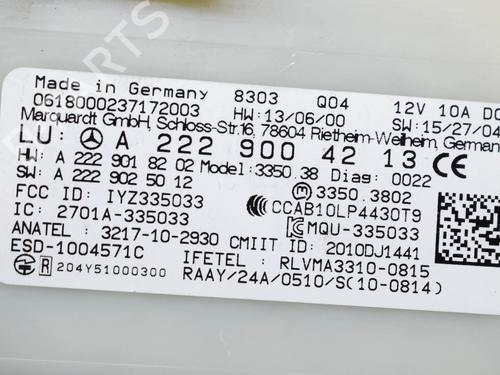 Made in Germany 8303 Q04 12V 10A DC
06180000237172003 HW: 13/06/00 SW: 15/27/04
Marquardt GmbH, Schloss-Str.16, 78604 Rietheim-Weilheim, Germany
LU: A 222 900 42 13 CE
HW: A 222 901 82 02 Model: 3350.38 Diag: 0022
SW: A 222 902 50 12 3350.3802
FCC ID: IYZ335033 CCAB10LP4430T9
IC: 2701A-335033 MQU-335033
ANATEL : 3217-10-2930 CMIIT ID: 2010DJ1441
ESD-1004571C IFETEL : RLVMA3310-0815
R 204Y51000300 RAAY/24A/0510/S(10-0814)